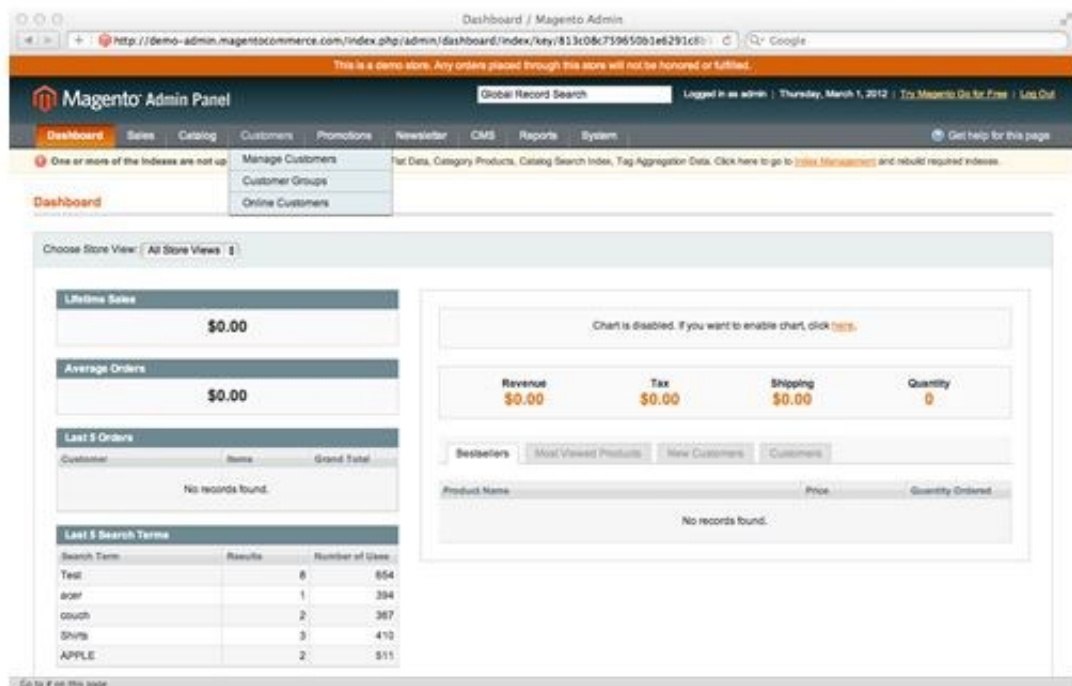 Dashboard / Magento Admin
http://demo-admin.magentocommerce.com/index.php/admin/dashboard/index/key/813c08c759650b1e6291c8b
Google
This is a demo store. Any orders placed through this store will not be honored or fulfilled.
Magento Admin Panel
Global Record Search
Logged in as admin | Thursday, March 1, 2012 | Try Magento Go for Free | Log Out
Dashboard Sales Catalog Customers Promotions Newsletter CMS Reports System
Get help for this page
One or more of the Indexes are not up
Flat Data, Category Products, Catalog Search Index, Tag Aggregation Data. Click here to go to Index Management and rebuild required indexes.
Manage Customers
Customer Groups
Online Customers
Dashboard
Choose Store View: All Store Views
Lifetime Sales
$0.00
Average Orders
$0.00
Last 5 Orders
Customer Items Grand Total
No records found.
Last 5 Search Terms
Search Term Results Number of Uses
Test 8 654
acer 1 394
couch 2 367
Shirts 3 410
APPLE 2 511
Chart is disabled. If you want to enable chart, click here.
Revenue Tax Shipping Quantity
$0.00 $0.00 $0.00 0
Bestsellers Most Viewed Products New Customers Customers
Product Name Price Quantity Ordered
No records found.
Go to # on this page